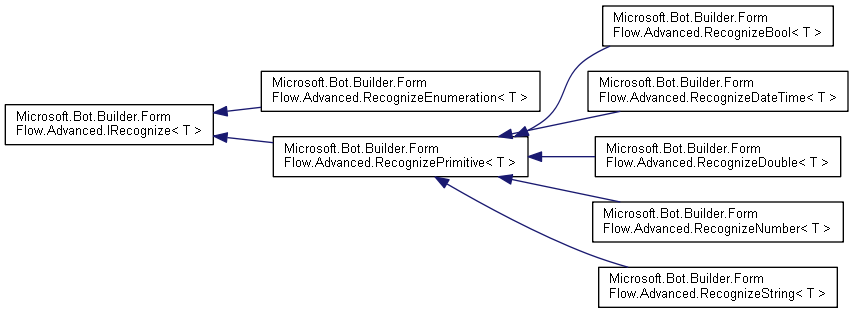 Microsoft.Bot.Builder.Form
Flow.Advanced.IRecognize< T >
Microsoft.Bot.Builder.Form
Flow.Advanced.RecognizeEnumeration< T >
Microsoft.Bot.Builder.Form
Flow.Advanced.RecognizePrimitive< T >
Microsoft.Bot.Builder.Form
Flow.Advanced.RecognizeBool< T >
Microsoft.Bot.Builder.Form
Flow.Advanced.RecognizeDateTime< T >
Microsoft.Bot.Builder.Form
Flow.Advanced.RecognizeDouble< T >
Microsoft.Bot.Builder.Form
Flow.Advanced.RecognizeNumber< T >
Microsoft.Bot.Builder.Form
Flow.Advanced.RecognizeString< T >